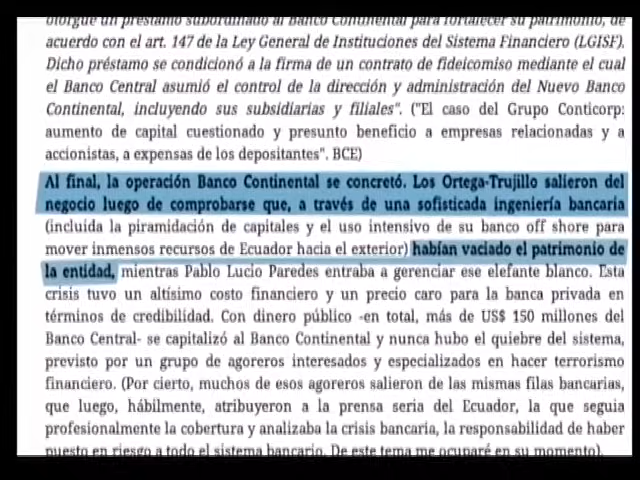 otorgue un préstamo subordinado al Banco Continental para fortalecer su patrimonio, de
acuerdo con el art. 147 de la Ley General de Instituciones del Sistema Financiero (LGISF).
Dicho préstamo se condicionó a la firma de un contrato de fideicomiso mediante el cual
el Banco Central asumió el control de la dirección y administración del Nuevo Banco
Continental, incluyendo sus subsidiarias y filiales". ("El caso del Grupo Conticorp:
aumento de capital cuestionado y presunto beneficio a empresas relacionadas y a
accionistas, a expensas de los depositantes". BCE)
Al final, la operación Banco Continental se concretó. Los Ortega-Trujillo salieron del
negocio luego de comprobarse que, a través de una sofisticada ingeniería bancaria
(incluida la piramidación de capitales y el uso intensivo de su banco off shore para
mover inmensos recursos de Ecuador hacia el exterior) habían vaciado el patrimonio de
la entidad, mientras Pablo Lucio Paredes entraba a gerenciar ese elefante blanco. Esta
crisis tuvo un altísimo costo financiero y un precio caro para la banca privada en
términos de credibilidad. Con dinero público -en total, más de US$ 150 millones del
Banco Central- se capitalizó al Banco Continental y nunca hubo el quiebre del sistema,
previsto por un grupo de agoreros interesados y especializados en hacer terrorismo
financiero. (Por cierto, muchos de esos agoreros salieron de las mismas filas bancarias,
que luego, hábilmente, atribuyeron a la prensa seria del Ecuador, la que seguia
profesionalmente la cobertura y analizaba la crisis bancaria, la responsabilidad de haber
puesto en riesgo a todo el sistema bancario. De este tema me ocuparé en su momento).